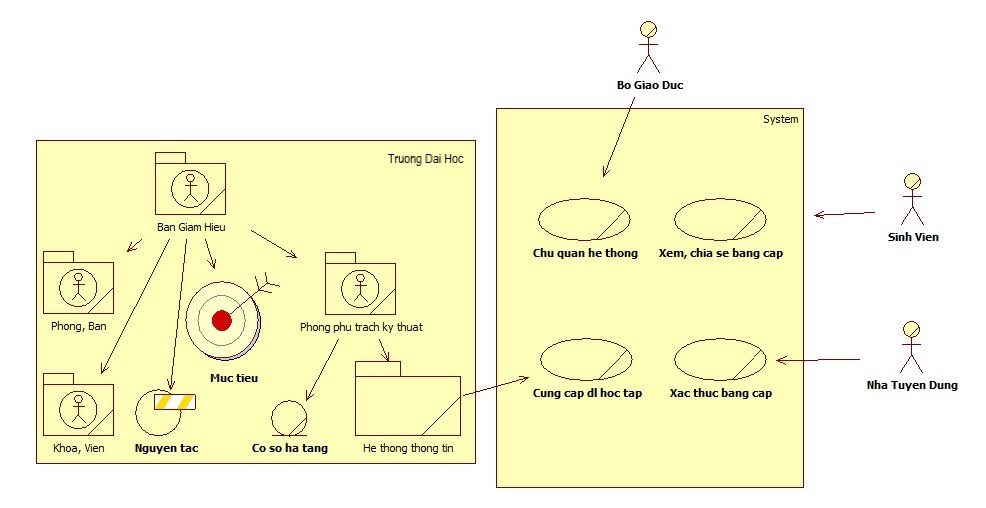 Bo Giao Duc
System
Truong Dai Hoc
Ban Giam Hieu
Sinh Vien
Chu quan he thong
Xem, chia se bang cap
Phong, Ban
Phong phu trach ky thuat
Muc tieu
Nha Tuyen Dung
Cung cap dl hoc tap
Xac thuc bang cap
Khoa, Vien
Nguyen tac
Co so ha tang
He thong thong tin